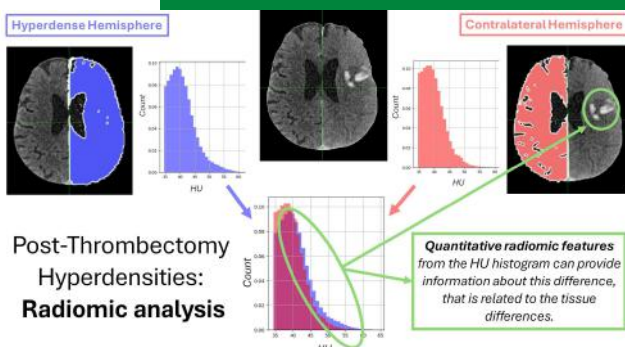 Hyperdense Hemisphere
Contralateral Hemisphere
Count
HU
Count
HU
Count
Post-Thrombectomy
Hyperdensities:
Radiomic analysis
Quantitative radiomic features
from the HU histogram can provide
information about this difference,
that is related to the tissue
differences.
HU